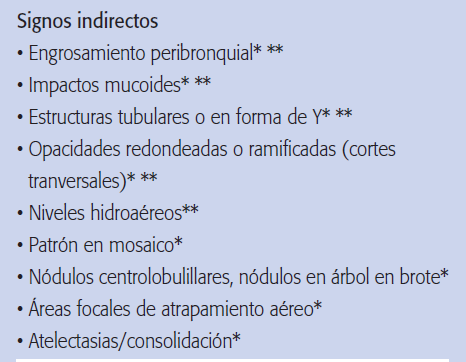 Signos indirectos
• Engrosamiento peribronquial* **
• Impactos mucoides* **
• Estructuras tubulares o en forma de Y* **
• Opacidades redondeadas o ramificadas (cortes
tranversales)* **
• Niveles hidroaéreos**
• Patrón en mosaico*
• Nódulos centrolobulillares, nódulos en árbol en brote*
• Áreas focales de atrapamiento aéreo*
• Atelectasias/consolidación*